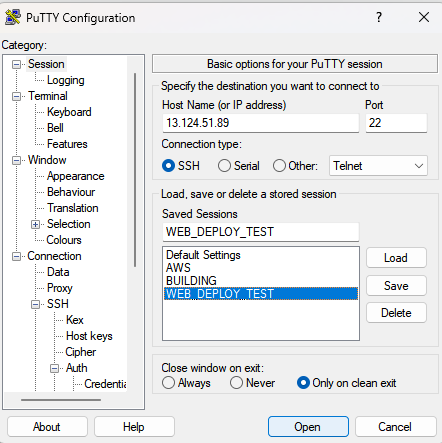 PuTTY Configuration
?
Category:
Session
Logging
Terminal
Keyboard
Bell
Features
Window
Appearance
Behaviour
Translation
Selection
Colours
Connection
Data
Proxy
SSH
Kex
Host keys
Cipher
Auth
Credentia
Basic options for your PuTTY session
Specify the destination you want to connect to
Host Name (or IP address) Port
13.124.51.89 22
Connection type:
SSH Serial Other: Telnet
Load, save or delete a stored session
Saved Sessions
WEB_DEPLOY_TEST
Default Settings
AWS
BUILDING
WEB_DEPLOY_TEST
Load
Save
Delete
Close window on exit:
Always Never Only on clean exit
About Help Open Cancel